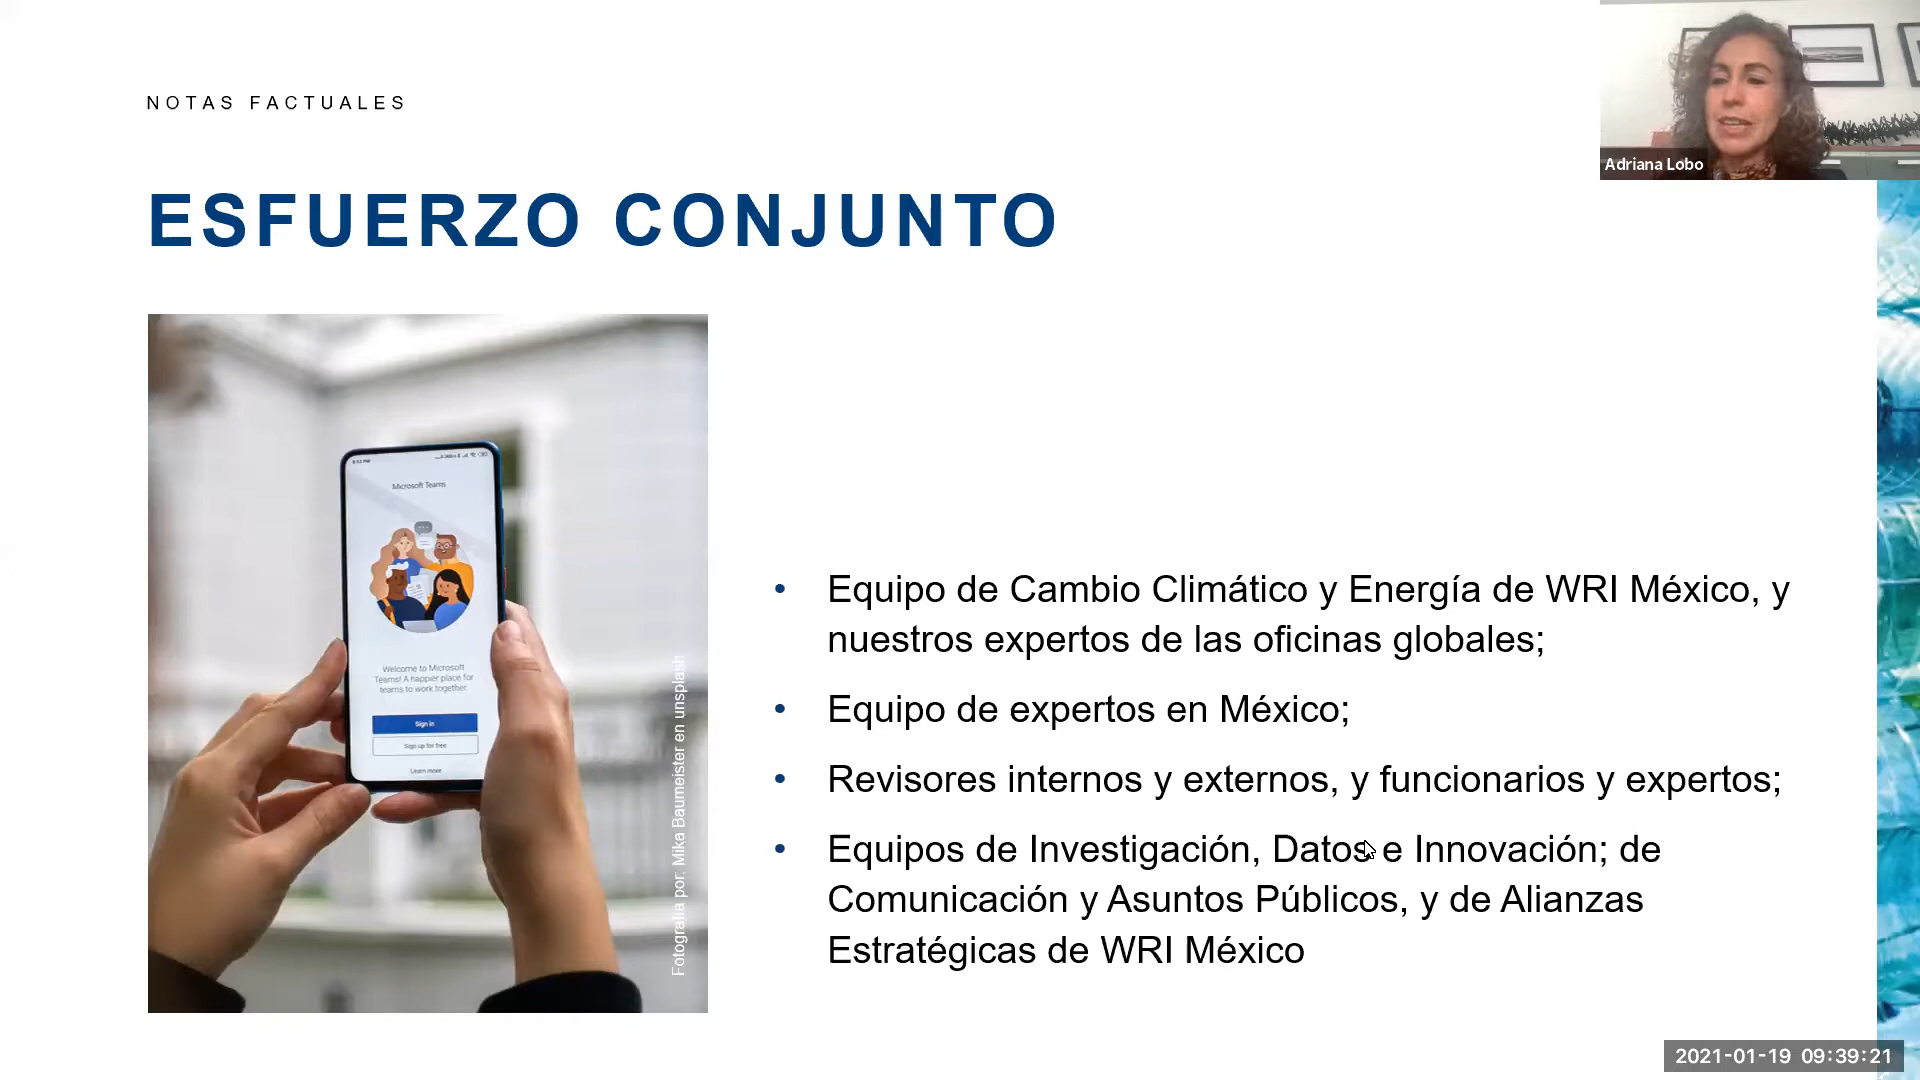 NOTAS FACTUALES
Adriana Lobo
ESFUERZO CONJUNTO
Microsoft Teams
Welcome to Microsoft
Teams! A happier place for
teams to work together.
Sign in
Sign up for free
Learn more
Fotografía por: Mika Baumeister en unsplash
• Equipo de Cambio Climático y Energía de WRI México, y
nuestros expertos de las oficinas globales;
• Equipo de expertos en México;
• Revisores internos y externos, y funcionarios y expertos;
• Equipos de Investigación, Datos e Innovación; de
Comunicación y Asuntos Públicos, y de Alianzas
Estratégicas de WRI México
2021-01-19 09:39:21